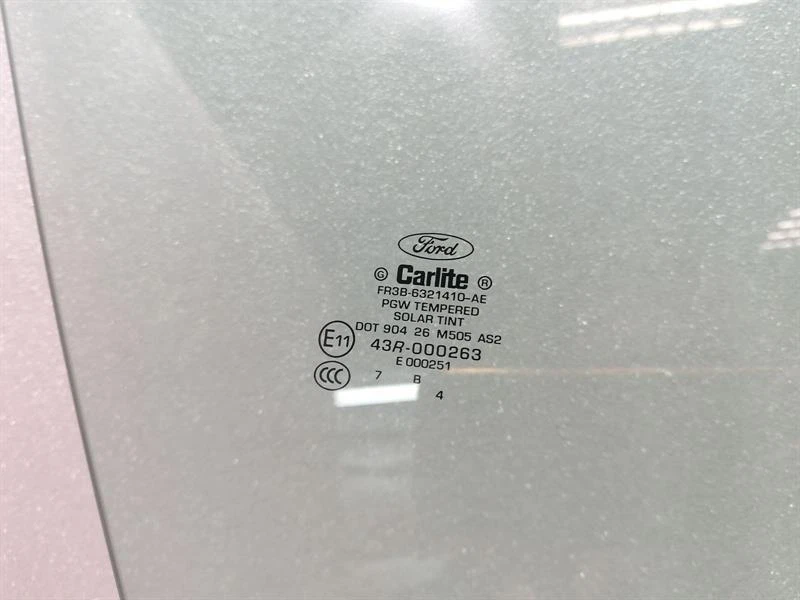 Ford
G Carlite R
FR3B-6321410-AE
PGW TEMPERED
SOLAR TINT
DOT 904 26 M505 AS2
E11 43R-000263
E 000251
CCC 7 B
4